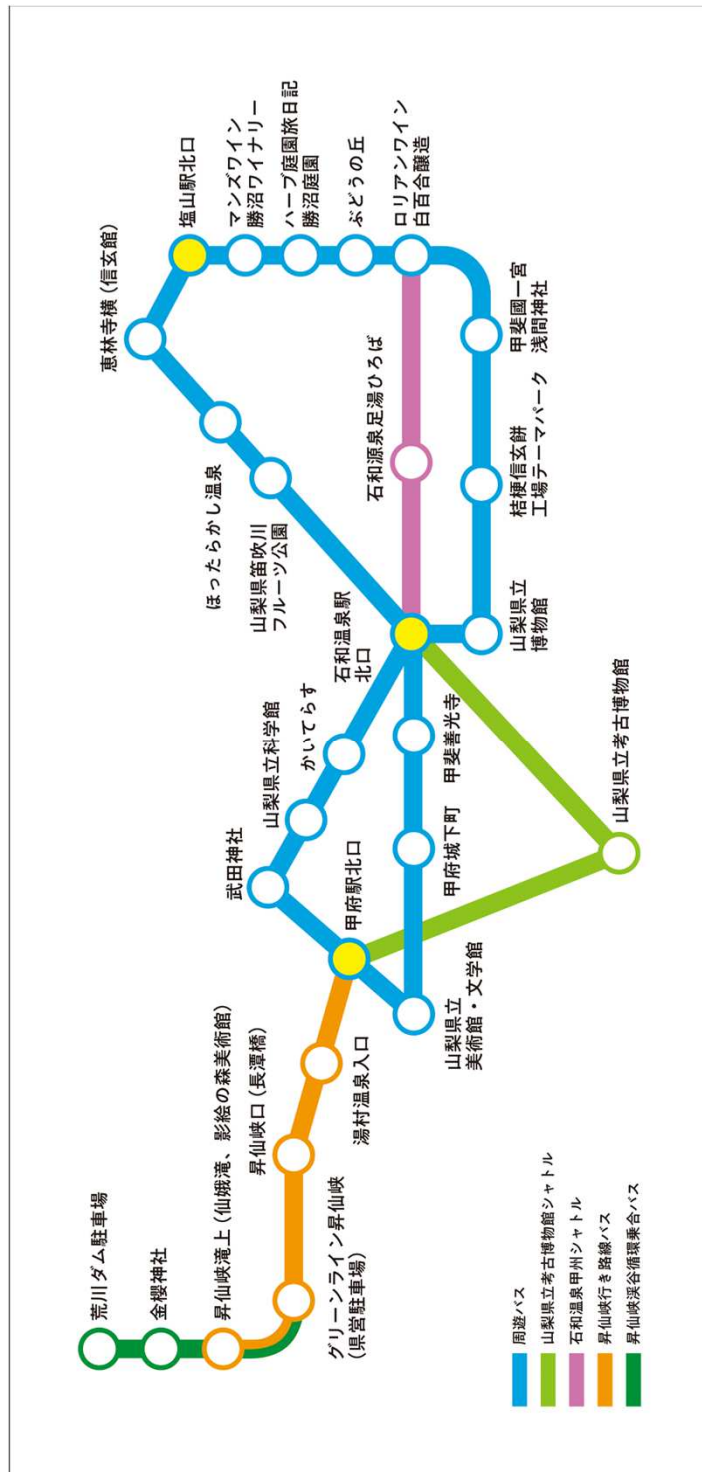 荒川ダム駐車場
金櫻神社
昇仙峡滝上(仙娥滝、影絵の森美術館)
グリーンライン昇仙峡
(県営駐車場)
昇仙峡口(長潭橋)
湯村温泉入口
甲府駅北口
武田神社
山梨県立科学館
かいてらす
石和温泉駅
北口
山梨県立
美術館・文学館
甲府城下町
甲斐善光寺
山梨県立考古博物館
山梨県笛吹川
フルーツ公園
ほったらかし温泉
恵林寺横(信玄館)
塩山駅北口
マンズワイン
勝沼ワイナリー
ハーブ庭園旅日記
勝沼庭園
ぶどうの丘
ロリアンワイン
白百合醸造
石和源泉足湯ひろば
甲斐國一宮
浅間神社
桔梗信玄餅
工場テーマパーク
山梨県立
博物館
周遊バス
山梨県立考古博物館シャトル
石和温泉甲州シャトル
昇仙峡行き路線バス
昇仙峡渓谷循環乗合バス